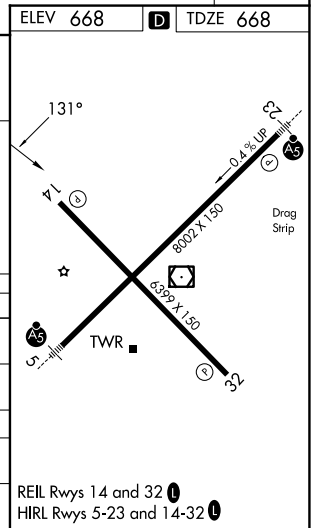 ELEV 668 D TDZE 668
131°
23
0.4 % UP
A5
P
14
P
Drag
Strip
8002 X 150
6399 X 150
A5
5
TWR
P
32
REIL Rwys 14 and 32 L
HIRL Rwys 5-23 and 14-32 L